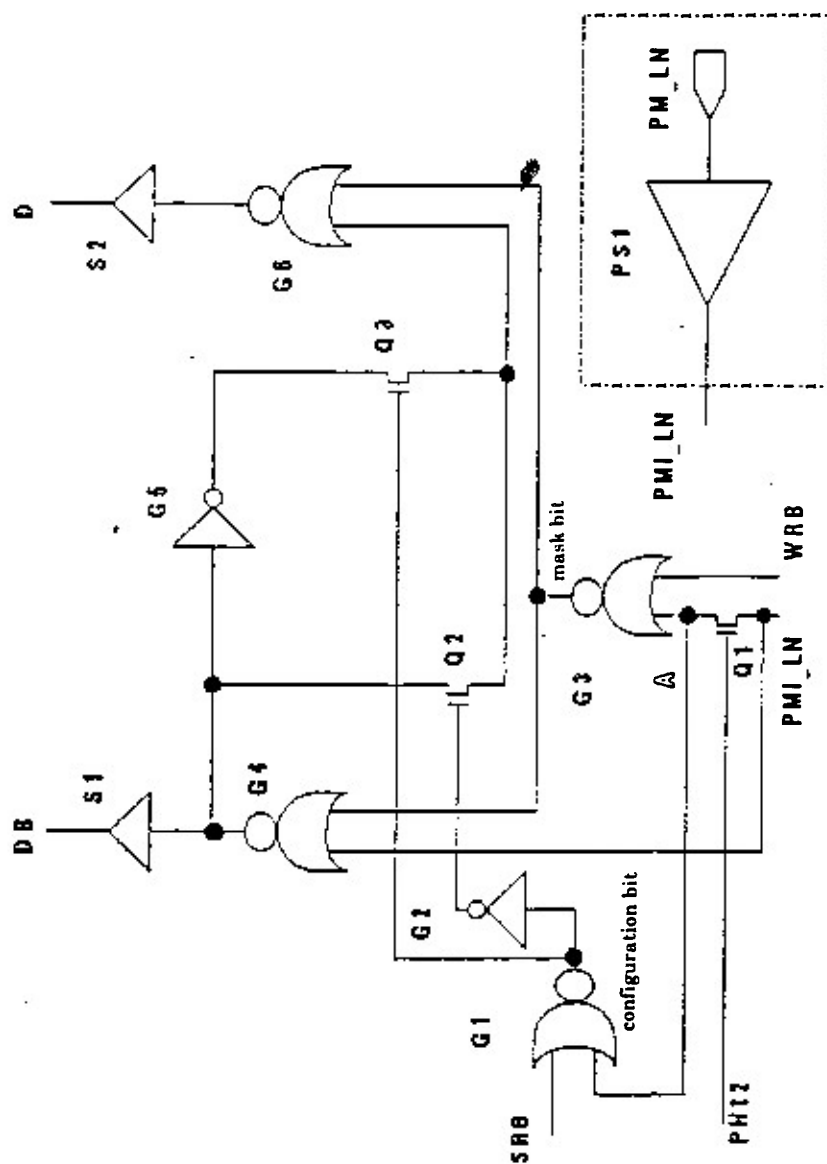 D
S2
G6
Q3
G5
DB
S1
G4
Q2
G2
G1
configuration bit
mask bit
G3
A
Q1
WRB
PMI_LN
PHI2
PMI_LN
PS1
PM_LN